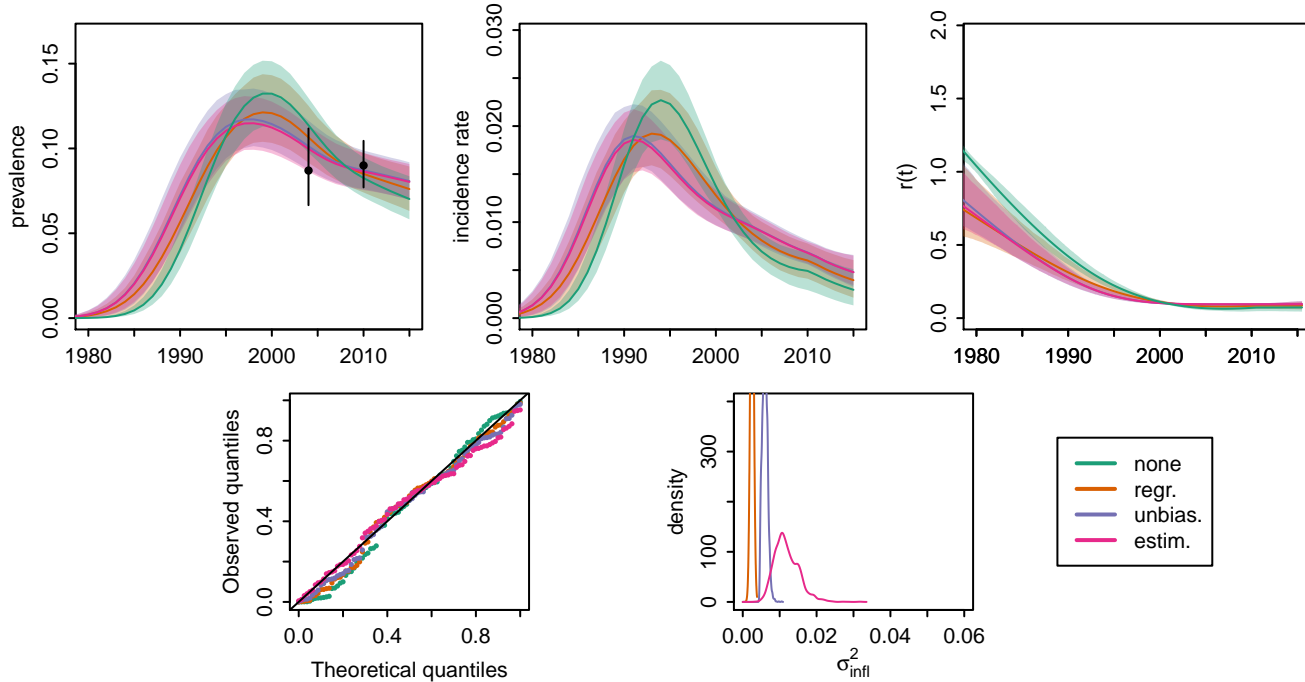 prevalence
0.00 0.05 0.10 0.15
1980 1990 2000 2010
incidence rate
0.000 0.010 0.020 0.030
1980 1990 2000 2010
r(t)
0.0 0.5 1.0 1.5 2.0
1980 1990 2000 2010
Observed quantiles
0.0 0.4 0.8
0.0 0.4 0.8
Theoretical quantiles
density
0 100 300
0.00 0.02 0.04 0.06
σ²infl
none
regr.
unbias.
estim.